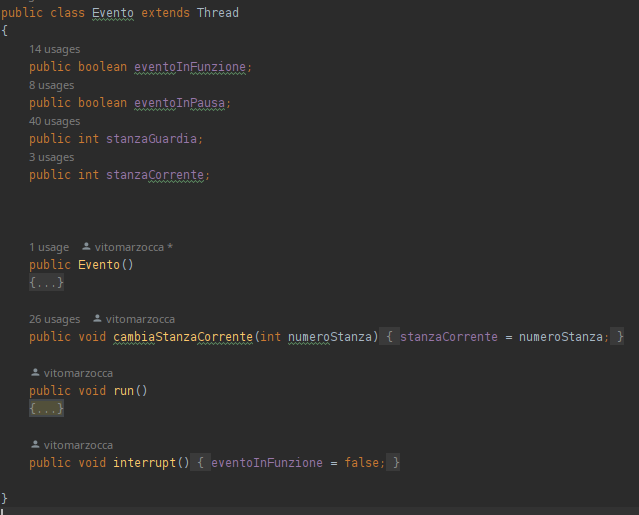 public class Evento extends Thread
{
14 usages
public boolean eventoInFunzione;
8 usages
public boolean eventoInPausa;
40 usages
public int stanzaGuardia;
3 usages
public int stanzaCorrente;
1 usage vitomarzocca *
public Evento()
{...}
26 usages vitomarzocca
public void cambiaStanzaCorrente(int numeroStanza) { stanzaCorrente = numeroStanza; }
vitomarzocca
public void run()
{...}
vitomarzocca
public void interrupt() { eventoInFunzione = false; }
}